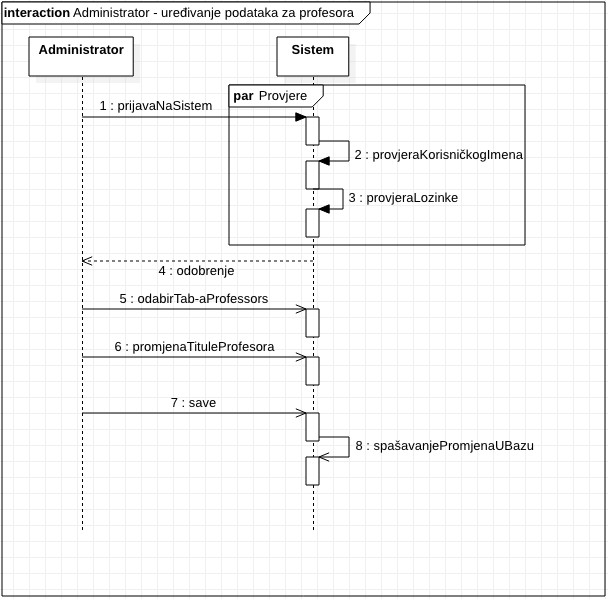 interaction Administrator - uređivanje podataka za profesora
Administrator
Sistem
par Provjere
1 : prijavaNaSistem
2 : provjeraKorisničkogImena
3 : provjeraLozinke
4 : odobrenje
5 : odabirTab-aProfessors
6 : promjenaTituleProfesora
7 : save
8 : spašavanjePromjenaUBazu